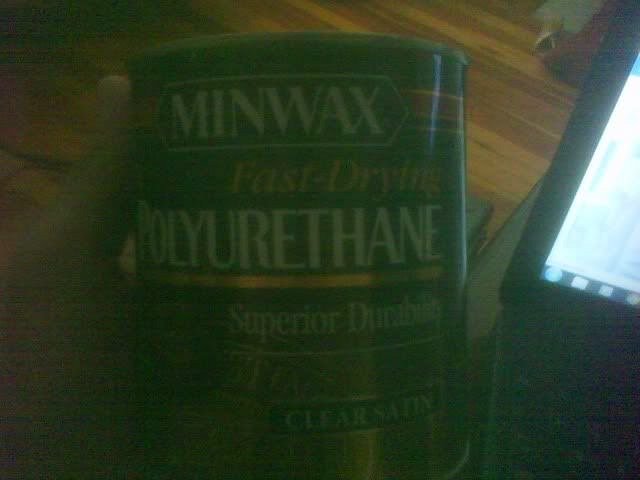 MINWAX
Fast-Drying
POLYURETHANE
Superior Durability
CLEAR SATIN